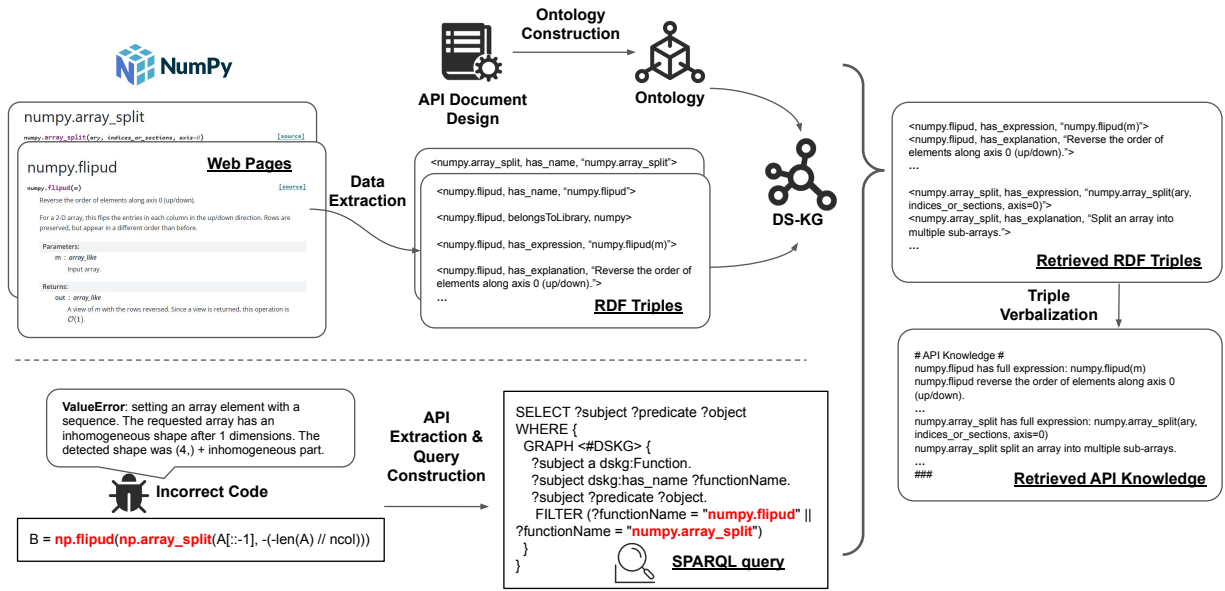 NumPy
numpy.array_split
numpy.array_split(ary, indices_or_sections, axis=0)
[source]
Web Pages
numpy.flipud
numpy.flipud(m)
[source]
Reverse the order of elements along axis 0 (up/down).
For a 2-D array, this flips the entries in each column in the up/down direction. Rows are
preserved, but appear in a different order than before.
Parameters:
m : array_like
Input array.
Returns:
out : array_like
A view of m with the rows reversed. Since a view is returned, this operation is
O(1).
Data
Extraction
API Document
Design
Ontology
Construction
Ontology
<numpy.array_split, has_name, “numpy.array_split”>
<numpy.flipud, has_name, “numpy.flipud”>
<numpy.flipud, belongsToLibrary, numpy>
<numpy.flipud, has_expression, “numpy.flipud(m)”>
<numpy.flipud, has_explanation, “Reverse the order of
elements along axis 0 (up/down).”>
...
RDF Triples
DS-KG
ValueError: setting an array element with a
sequence. The requested array has an
inhomogeneous shape after 1 dimensions. The
detected shape was (4,) + inhomogeneous part.
Incorrect Code
B = np.flipud(np.array_split(A[::-1], -(-len(A) // ncol)))
API
Extraction &
Query
Construction
SELECT ?subject ?predicate ?object
WHERE {
GRAPH <#DSKG> {
?subject a dskg:Function.
?subject dskg:has_name ?functionName.
?subject ?predicate ?object.
FILTER (?functionName = "numpy.flipud" ||
?functionName = "numpy.array_split")
}
}
SPARQL query
<numpy.flipud, has_expression, “numpy.flipud(m)”>
<numpy.flipud, has_explanation, “Reverse the order of
elements along axis 0 (up/down).”>
...
<numpy.array_split, has_expression, “numpy.array_split(ary,
indices_or_sections, axis=0)”>
<numpy.array_split, has_explanation, “Split an array into
multiple sub-arrays.”>
...
Retrieved RDF Triples
Triple
Verbalization
# API Knowledge #
numpy.flipud has full expression: numpy.flipud(m)
numpy.flipud reverse the order of elements along axis 0
(up/down).
...
numpy.array_split has full expression: numpy.array_split(ary,
indices_or_sections, axis=0)
numpy.array_split split an array into multiple sub-arrays.
...
###
Retrieved API Knowledge